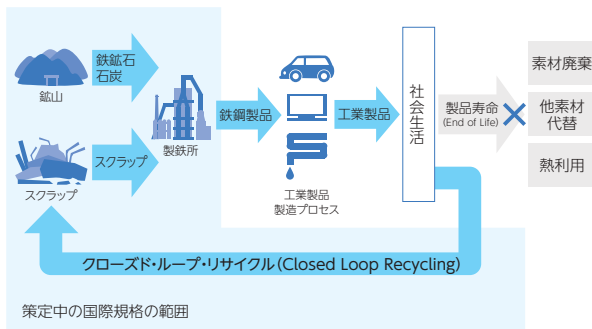 鉱山
鉄鉱石
石炭
スクラップ
スクラップ
製鉄所
鉄鋼製品
工業製品
製造プロセス
工業製品
社会生活
製品寿命
(End of Life)
素材廃棄
他素材
代替
熱利用
クローズド・ループ・リサイクル(Closed Loop Recycling)
策定中の国際規格の範囲